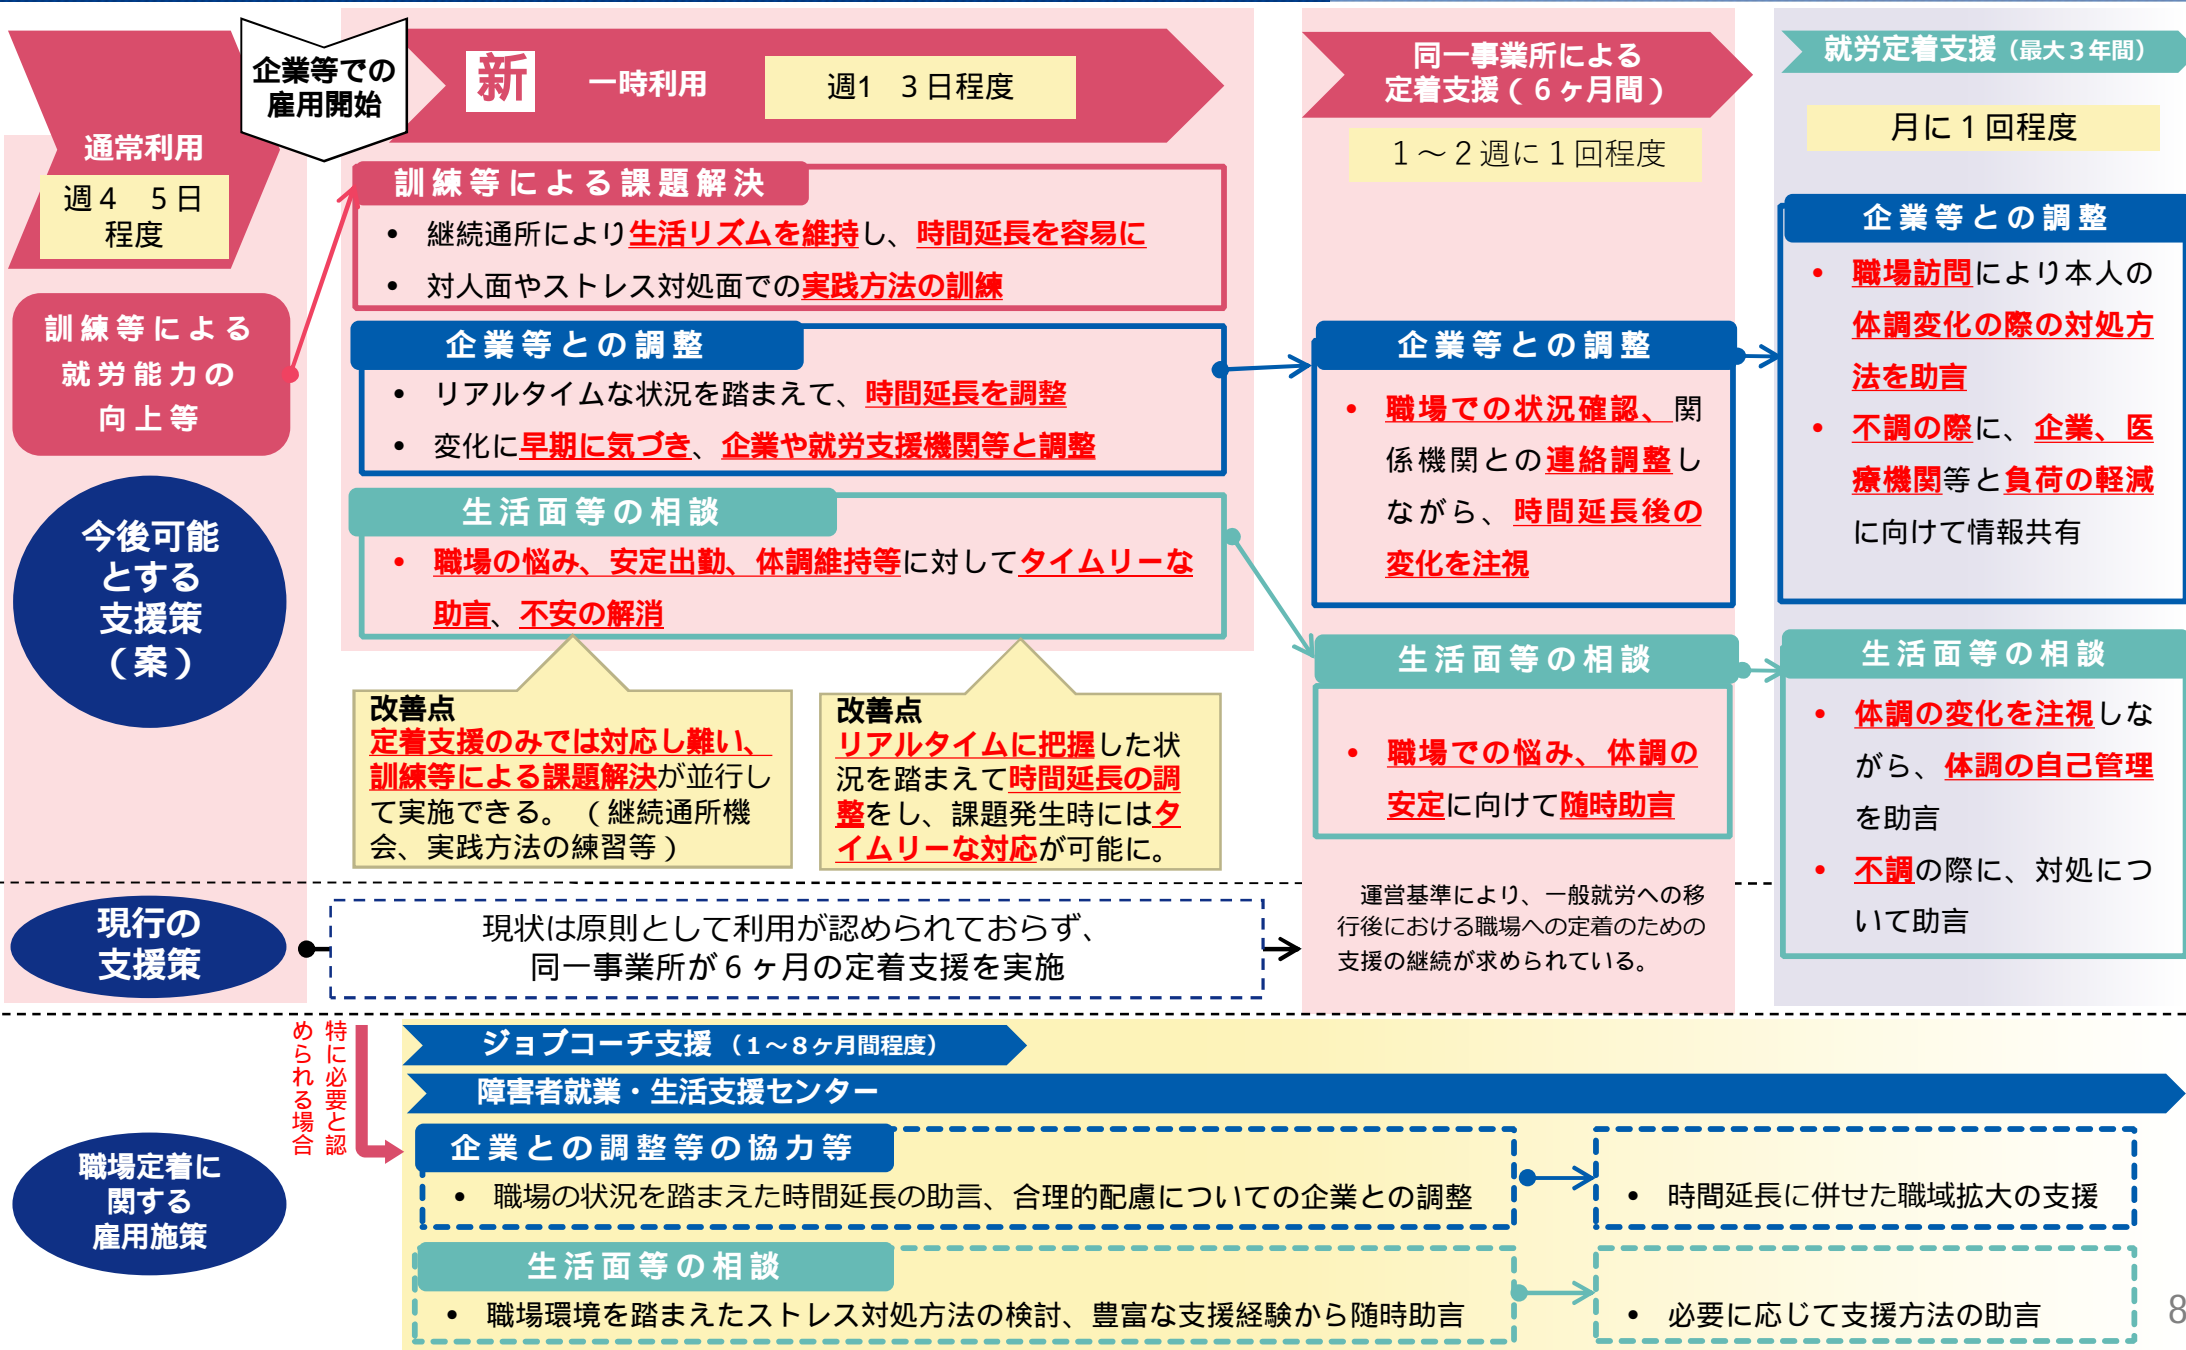 通常利用
週４　５日
程度
企業等での
雇用開始
新
一時利用
週1　３日程度
同一事業所による
定着支援（６ヶ月間）
１～２週に１回程度
就労定着支援（最大３年間）
月に１回程度
訓練等による
就労能力の
向上等
訓練等による課題解決
• 継続通所により生活リズムを維持し、時間延長を容易に
• 対人面やストレス対処面での実践方法の訓練
企業等との調整
• リアルタイムな状況を踏まえて、時間延長を調整
• 変化に早期に気づき、企業や就労支援機関等と調整
生活面等の相談
• 職場の悩み、安定出勤、体調維持等に対してタイムリーな
助言、不安の解消
企業等との調整
• 職場での状況確認、関
係機関との連絡調整し
ながら、時間延長後の
変化を注視
生活面等の相談
• 職場での悩み、体調の
安定に向けて随時助言
企業等との調整
• 職場訪問により本人の
体調変化の際の対処方
法を助言
• 不調の際に、企業、医
療機関等と負荷の軽減
に向けて情報共有
生活面等の相談
• 体調の変化を注視しな
がら、体調の自己管理
を助言
• 不調の際に、対処につ
いて助言
今後可能
とする
支援策
（案）
改善点
定着支援のみでは対応し難い、
訓練等による課題解決が並行し
て実施できる。（継続通所機
会、実践方法の練習等）
改善点
リアルタイムに把握した状
況を踏まえて時間延長の調
整をし、課題発生時にはタ
イムリーな対応が可能に。
現行の
支援策
現状は原則として利用が認められておらず、
同一事業所が６ヶ月の定着支援を実施
運営基準により、一般就労への移
行後における職場への定着のための
支援の継続が求められている。
特に必要と認
められる場合
職場定着に
関する
雇用施策
ジョブコーチ支援（１～８ヶ月間程度）
障害者就業・生活支援センター
企業との調整等の協力等
• 職場の状況を踏まえた時間延長の助言、合理的配慮についての企業との調整
• 時間延長に併せた職域拡大の支援
生活面等の相談
• 職場環境を踏まえたストレス対処方法の検討、豊富な支援経験から随時助言
• 必要に応じて支援方法の助言
8